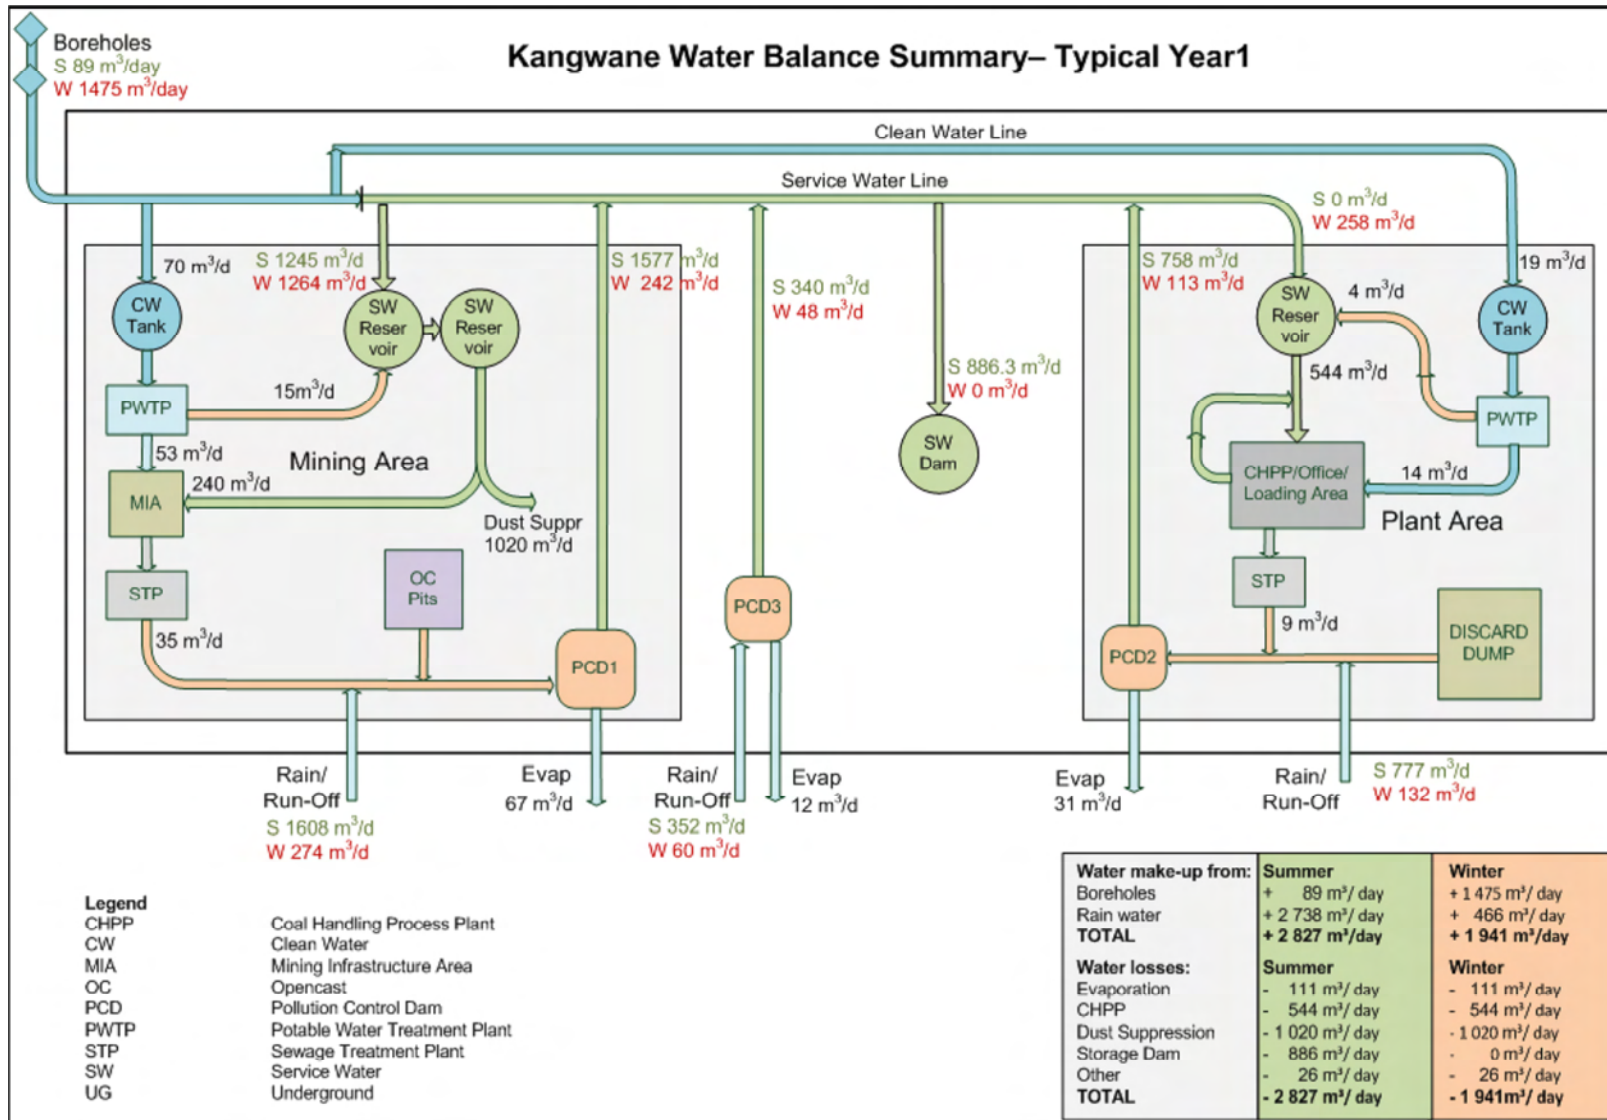 Kangwane Water Balance Summary– Typical Year1
Boreholes
S 89 m³/day
W 1475 m³/day
Clean Water Line
Service Water Line
S 0 m³/d
W 258 m³/d
70 m³/d
S 1245 m³/d
W 1264 m³/d
S 1577 m³/d
W 242 m³/d
S 340 m³/d
W 48 m³/d
S 758 m³/d
W 113 m³/d
19 m³/d
4 m³/d
CW
Tank
SW
Reser
voir
SW
Reser
voir
SW
Reser
voir
CW
Tank
S 886.3 m³/d
W 0 m³/d
544 m³/d
15m³/d
PWTP
PWTP
53 m³/d
Mining Area
SW
Dam
CHPP/Office/
Loading Area
14 m³/d
240 m³/d
MIA
Dust Suppr
1020 m³/d
Plant Area
OC
Pits
STP
STP
PCD3
35 m³/d
9 m³/d
DISCARD
DUMP
PCD1
PCD2
Rain/
Run-Off
S 1608 m³/d
W 274 m³/d
Evap
67 m³/d
Rain/
Run-Off
S 352 m³/d
W 60 m³/d
Evap
12 m³/d
Evap
31 m³/d
Rain/
Run-Off
S 777 m³/d
W 132 m³/d
Legend
CHPP Coal Handling Process Plant
CW Clean Water
MIA Mining Infrastructure Area
OC Opencast
PCD Pollution Control Dam
PWTP Potable Water Treatment Plant
STP Sewage Treatment Plant
SW Service Water
UG Underground
Water make-up from: Summer Winter
Boreholes + 89 m³/ day + 1 475 m³/ day
Rain water + 2 738 m³/ day + 466 m³/ day
TOTAL + 2 827 m³/day + 1 941 m³/day
Water losses: Summer Winter
Evaporation - 111 m³/ day - 111 m³/ day
CHPP - 544 m³/ day - 544 m³/ day
Dust Suppression - 1 020 m³/ day - 1 020 m³/ day
Storage Dam - 886 m³/ day - 0 m³/ day
Other - 26 m³/ day - 26 m³/ day
TOTAL - 2 827 m³/day - 1 941m³/ day